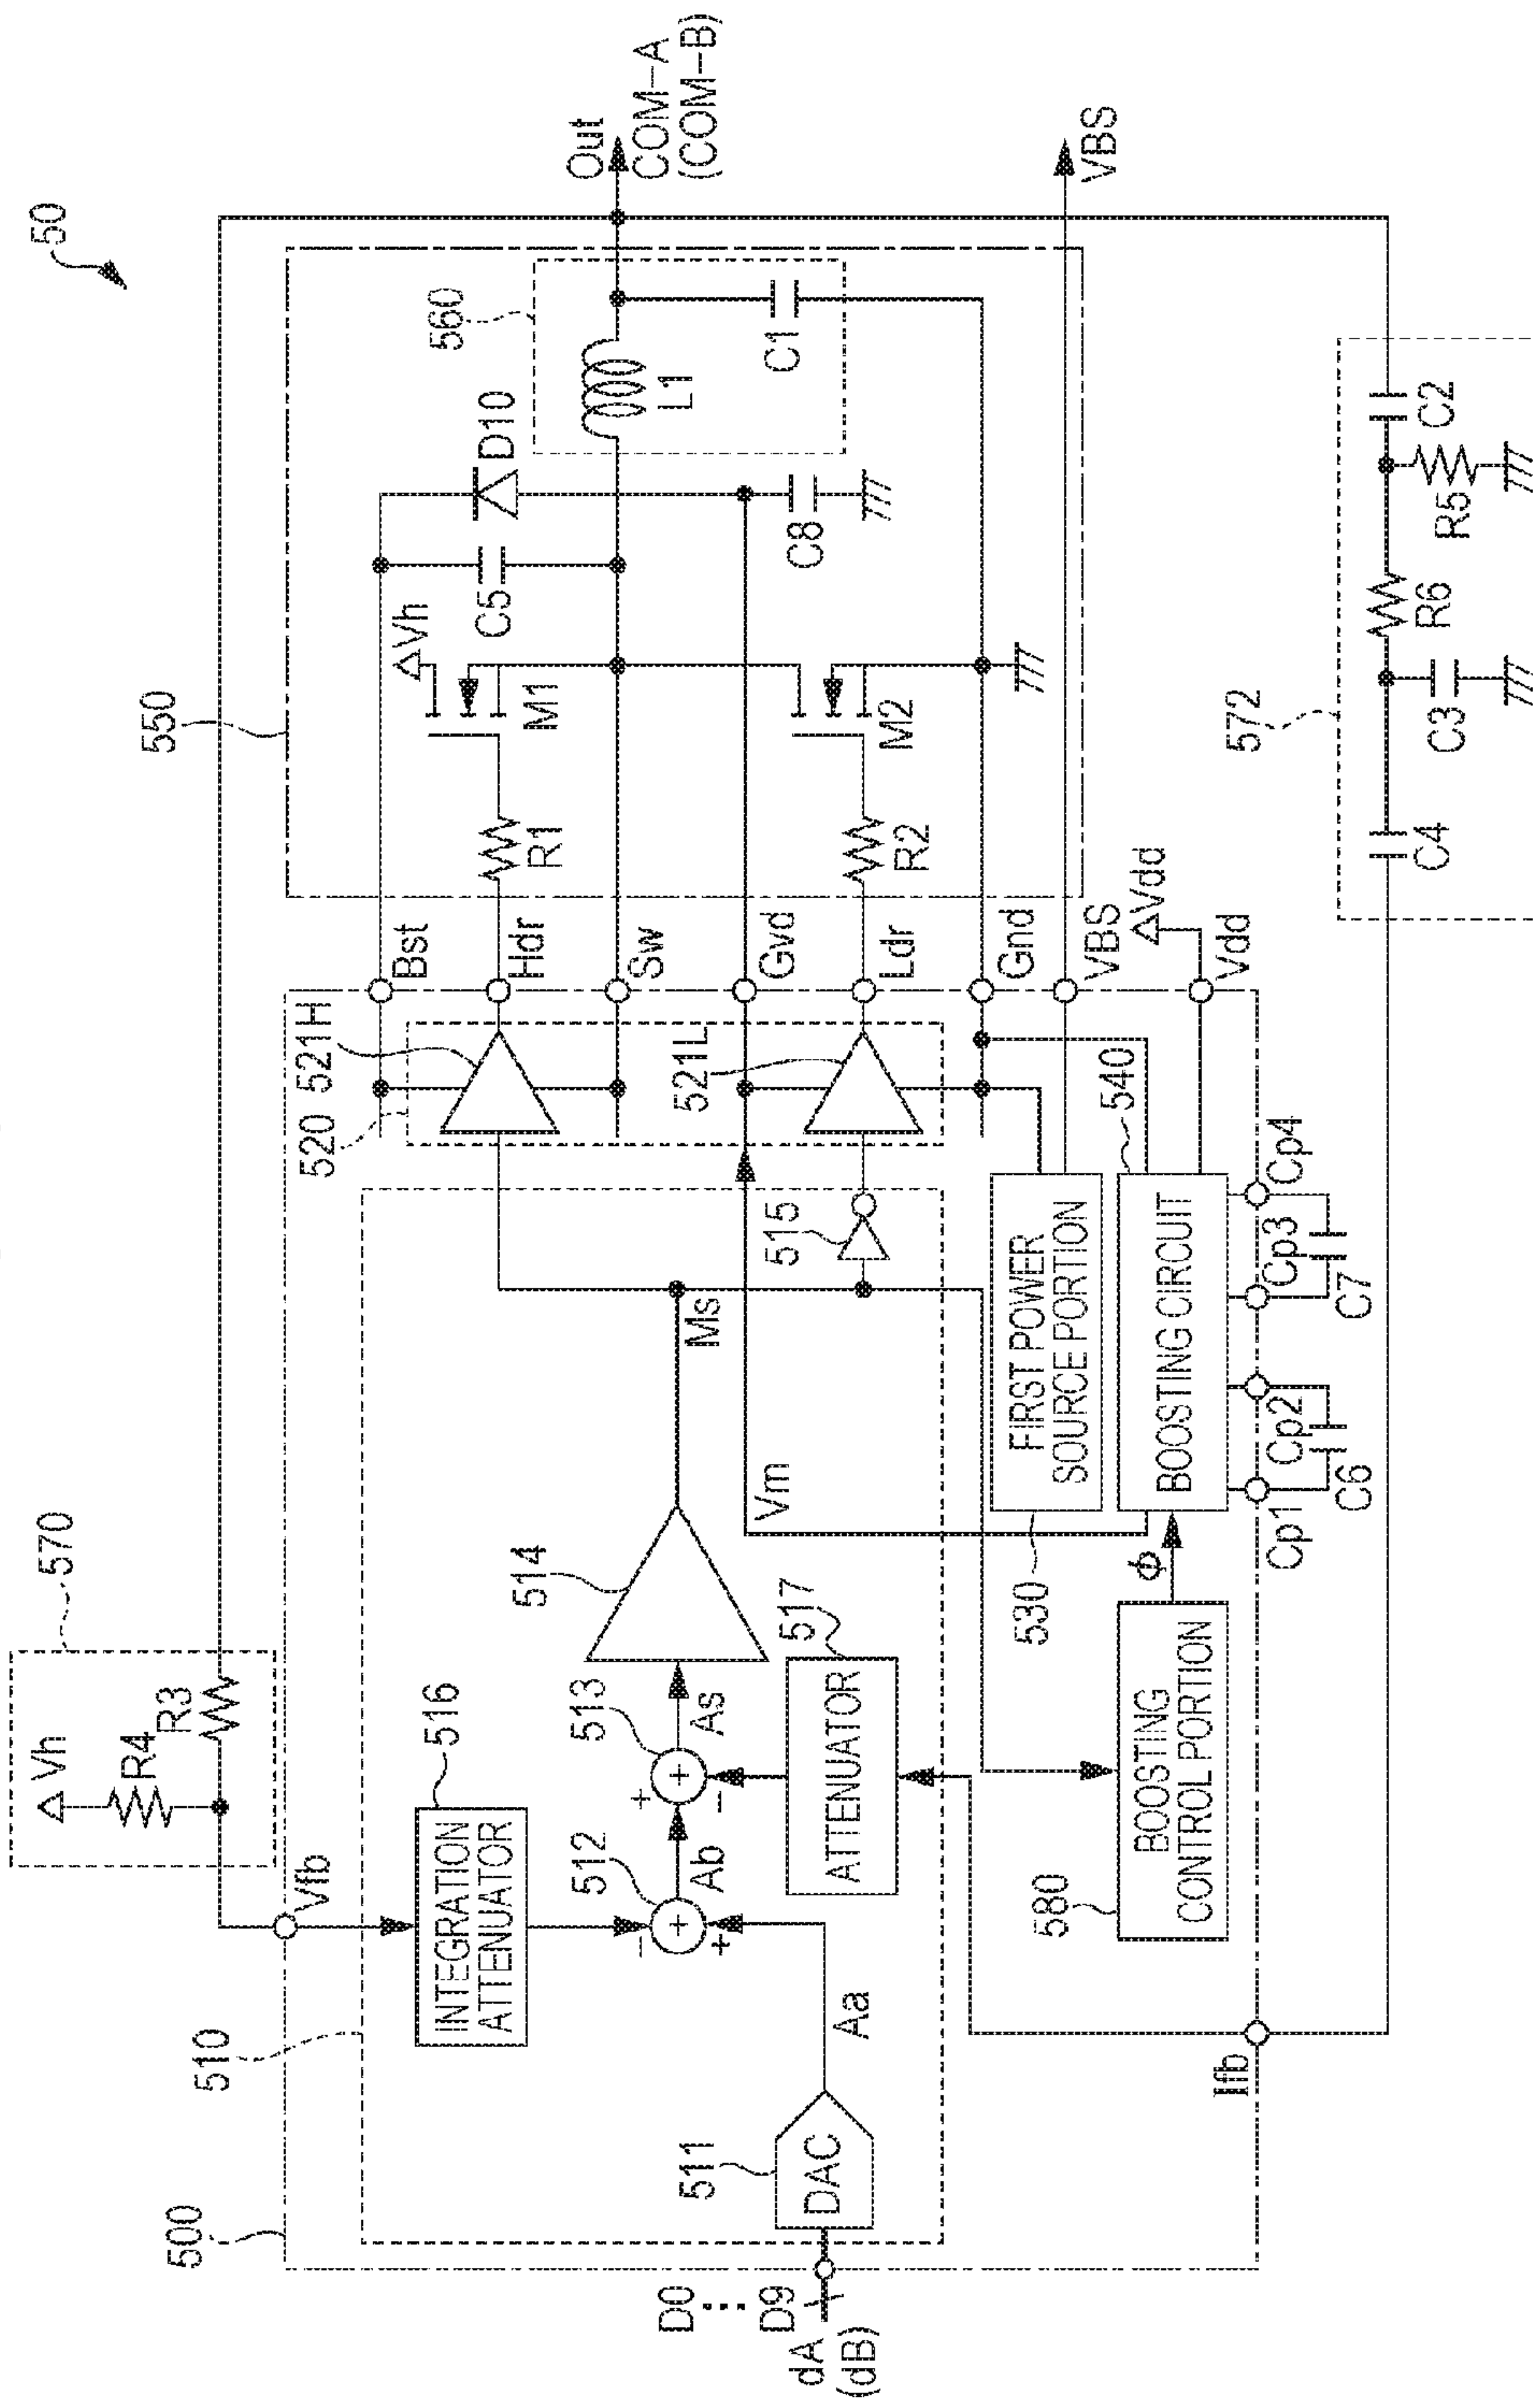 50
570
Vh
R4
R3
550
Vh
M1
C5
D10
560
L1
C1
Out
COM-A
(COM-B)
500
510
Vfb
516
INTEGRATION
ATTENUATOR
512
513
514
520
521H
Bst
Hdr
R1
Sw
+
+
+
+
−
−
Ab
As
Ms
515
521L
Gvd
Ldr
R2
M2
C8
D0
...
D9
dA
(dB)
511
DAC
Aa
517
ATTENUATOR
Vm
Gnd
VBS
VBS
530
FIRST POWER
SOURCE PORTION
540
580
BOOSTING
CONTROL PORTION
ϕ
BOOSTING CIRCUIT
Vdd
Vdd
Ifb
Cp1
Cp2
Cp3
Cp4
C6
C7
572
C4
C3
R6
R5
C2